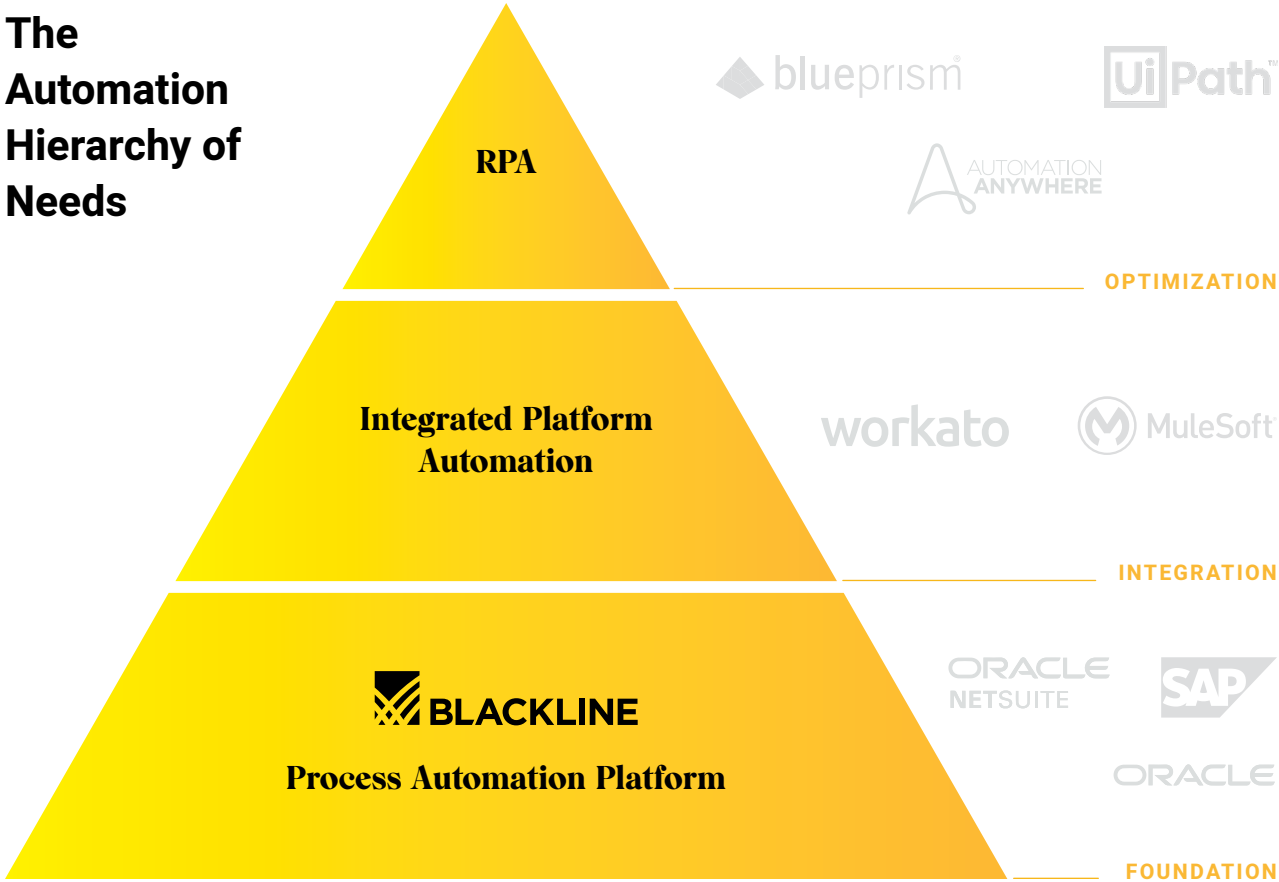 The
Automation
Hierarchy of
Needs
blueprism®
UiPath™
RPA
AUTOMATION
ANYWHERE
OPTIMIZATION
Integrated Platform
Automation
workato
MuleSoft
INTEGRATION
ORACLE
NETSUITE
SAP
BLACKLINE
Process Automation Platform
ORACLE
FOUNDATION